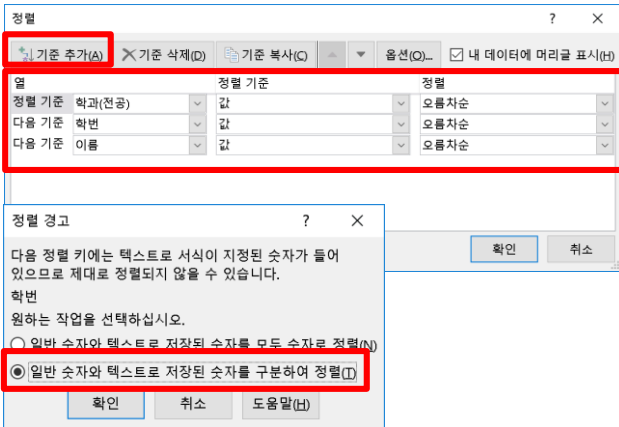 정렬 ? ×
기준 추가(A) 기준 삭제(D) 기준 복사(C) 옵션(O)... 내 데이터에 머리글 표시(H)
열 정렬 기준 정렬
정렬 기준 학과(전공) 값 오름차순
다음 기준 학번 값 오름차순
다음 기준 이름 값 오름차순
확인 취소
정렬 경고 ? ×
다음 정렬 키에는 텍스트로 서식이 지정된 숫자가 들어
있으므로 제대로 정렬되지 않을 수 있습니다.
학번
원하는 작업을 선택하십시오.
일반 숫자와 텍스트로 저장된 숫자를 모두 숫자로 정렬(N)
일반 숫자와 텍스트로 저장된 숫자를 구분하여 정렬(T)
확인 취소 도움말(H)